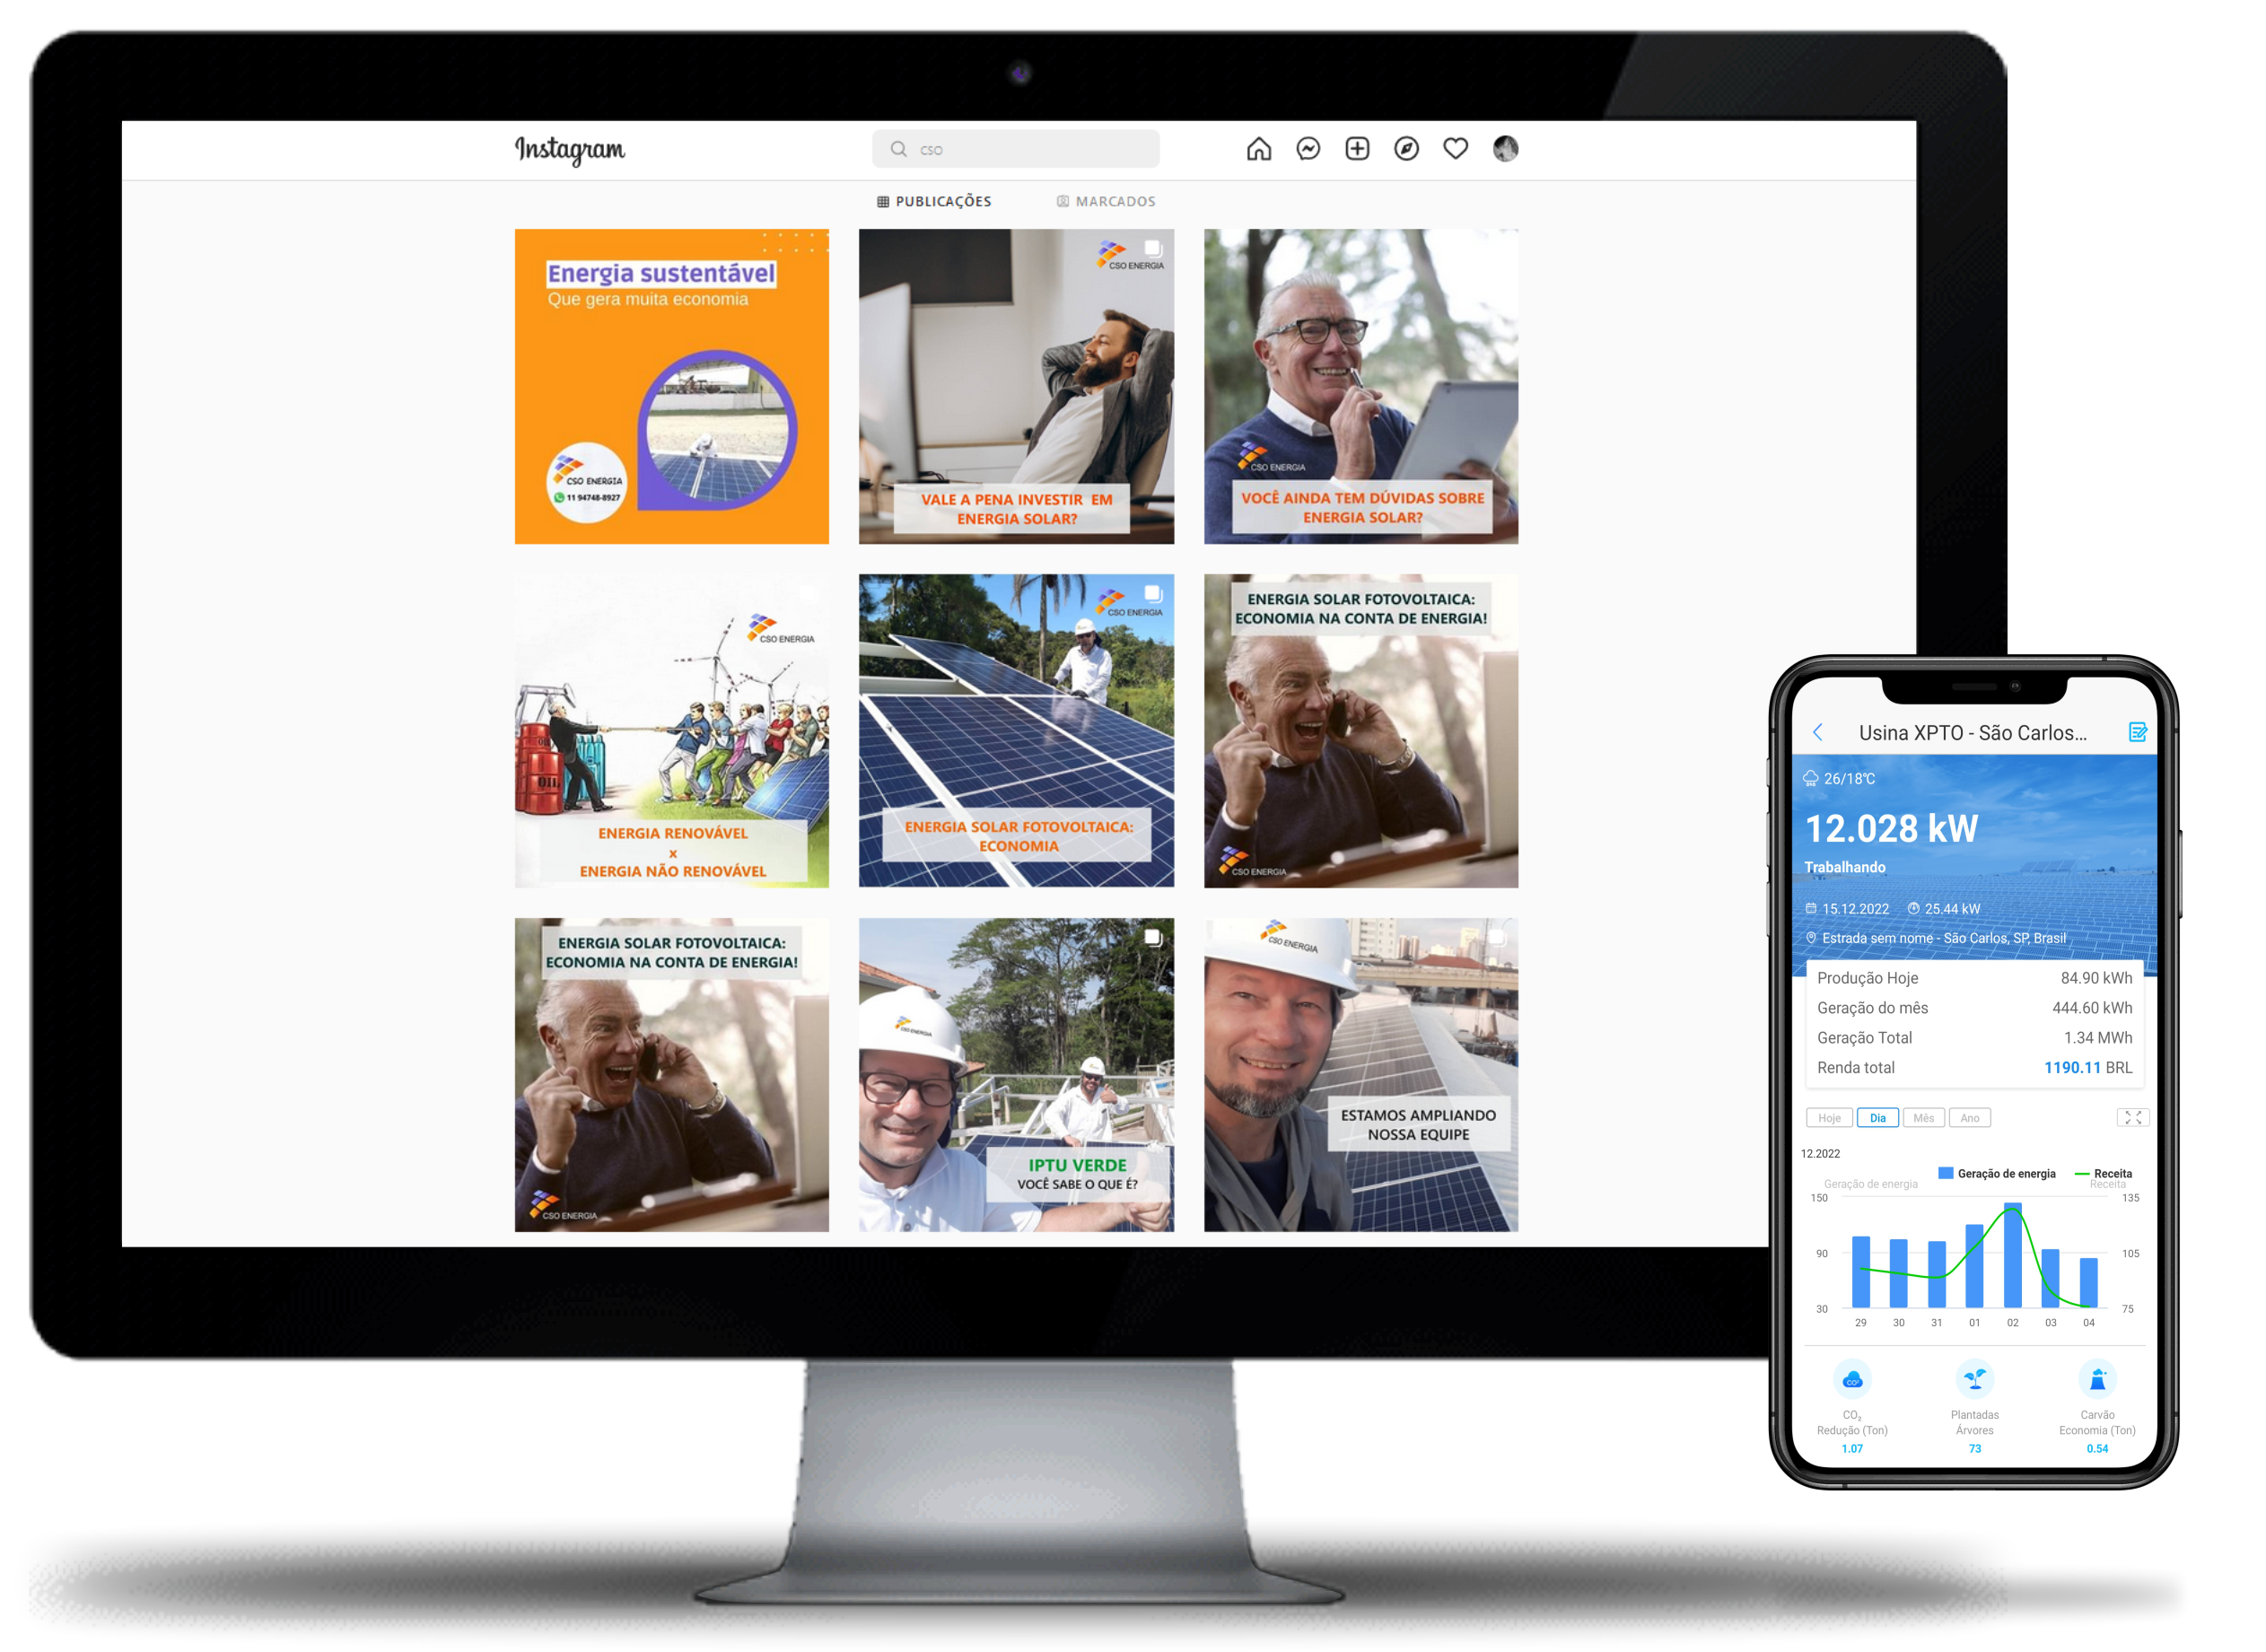 Instagram
cso
PUBLICAÇÕES
MARCADOS
Energia sustentável
Que gera muita economia
CSO ENERGIA
11 94748-8927
CSO ENERGIA
VALE A PENA INVESTIR EM
ENERGIA SOLAR?
CSO ENERGIA
VOCÊ AINDA TEM DÚVIDAS SOBRE
ENERGIA SOLAR?
CSO ENERGIA
OIL
OIL
ENERGIA RENOVÁVEL
x
ENERGIA NÃO RENOVÁVEL
CSO ENERGIA
ENERGIA SOLAR FOTOVOLTAICA:
ECONOMIA
ENERGIA SOLAR FOTOVOLTAICA:
ECONOMIA NA CONTA DE ENERGIA!
CSO ENERGIA
ENERGIA SOLAR FOTOVOLTAICA:
ECONOMIA NA CONTA DE ENERGIA!
CSO ENERGIA
CSO ENERGIA
IPTU VERDE
VOCÊ SABE O QUE É?
CSO ENERGIA
ESTAMOS AMPLIANDO
NOSSA EQUIPE
Usina XPTO - São Carlos...
26/18℃
12.028 kW
Trabalhando
15.12.2022 25.44 kW
Estrada sem nome - São Carlos, SP, Brasil
Produção Hoje 84.90 kWh
Geração do mês 444.60 kWh
Geração Total 1.34 MWh
Renda total 1190.11 BRL
Hoje Dia Mês Ano
12.2022
Geração de energia Receita
Geração de energia Receita
150 135
90 105
30 75
29 30 31 01 02 03 04
CO₂
CO₂ Plantadas Carvão
Redução (Ton) Árvores Economia (Ton)
1.07 73 0.54